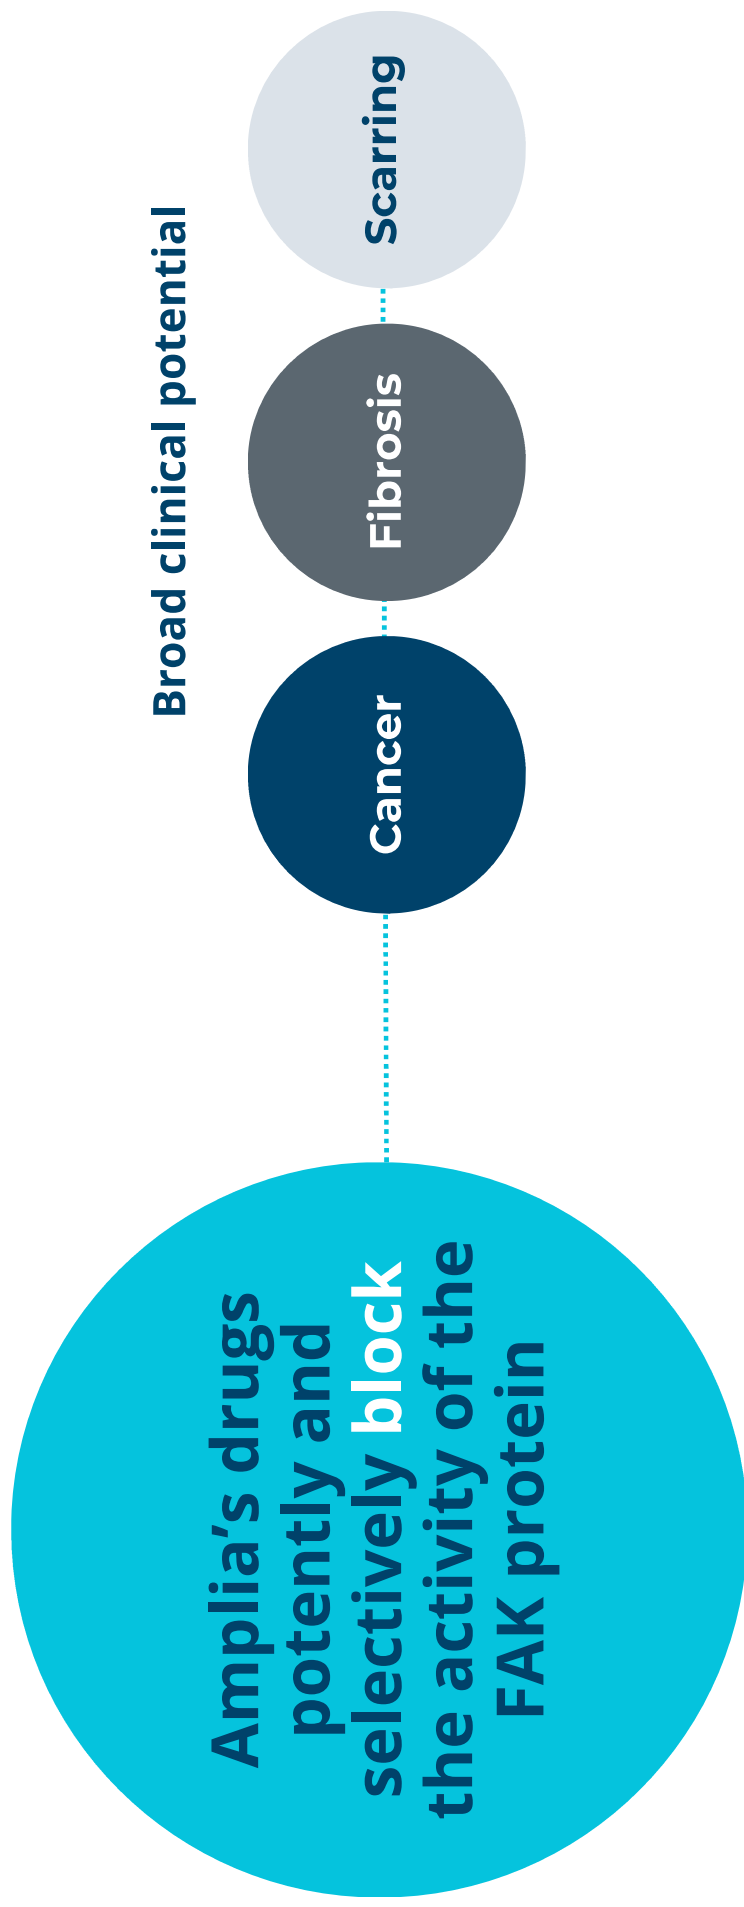 Amplia’s drugs
potently and
selectively block
the activity of the
FAK protein
Broad clinical potential
Cancer
Fibrosis
Scarring